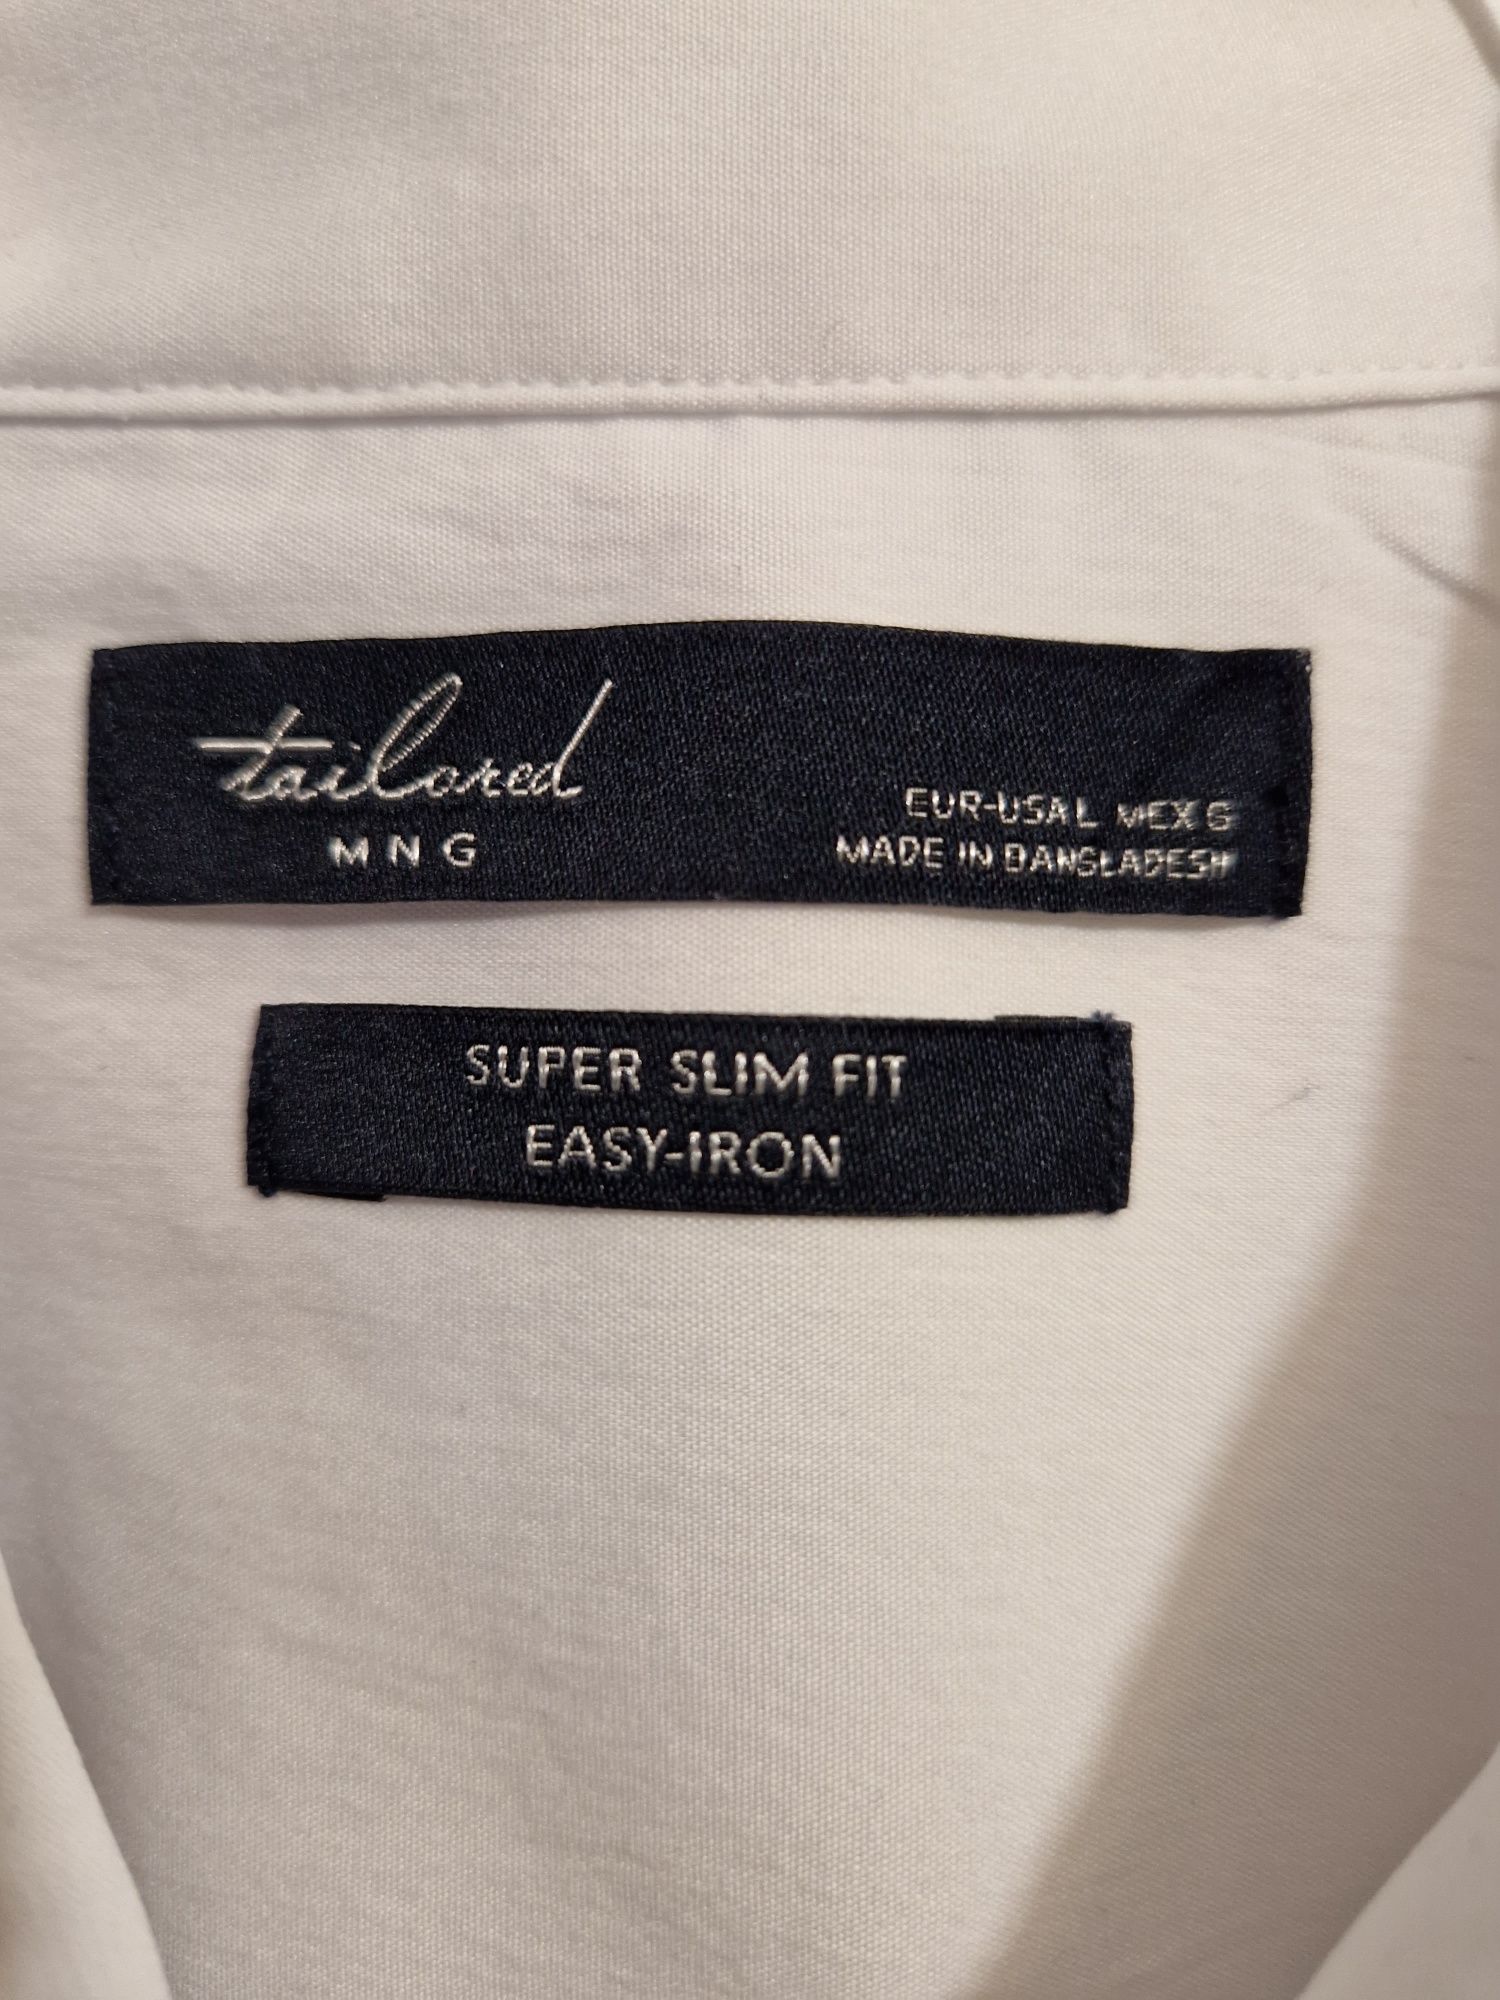 tailored
MNG
EUR-USA L MEX G
MADE IN BANGLADESH
SUPER SLIM FIT
EASY-IRON